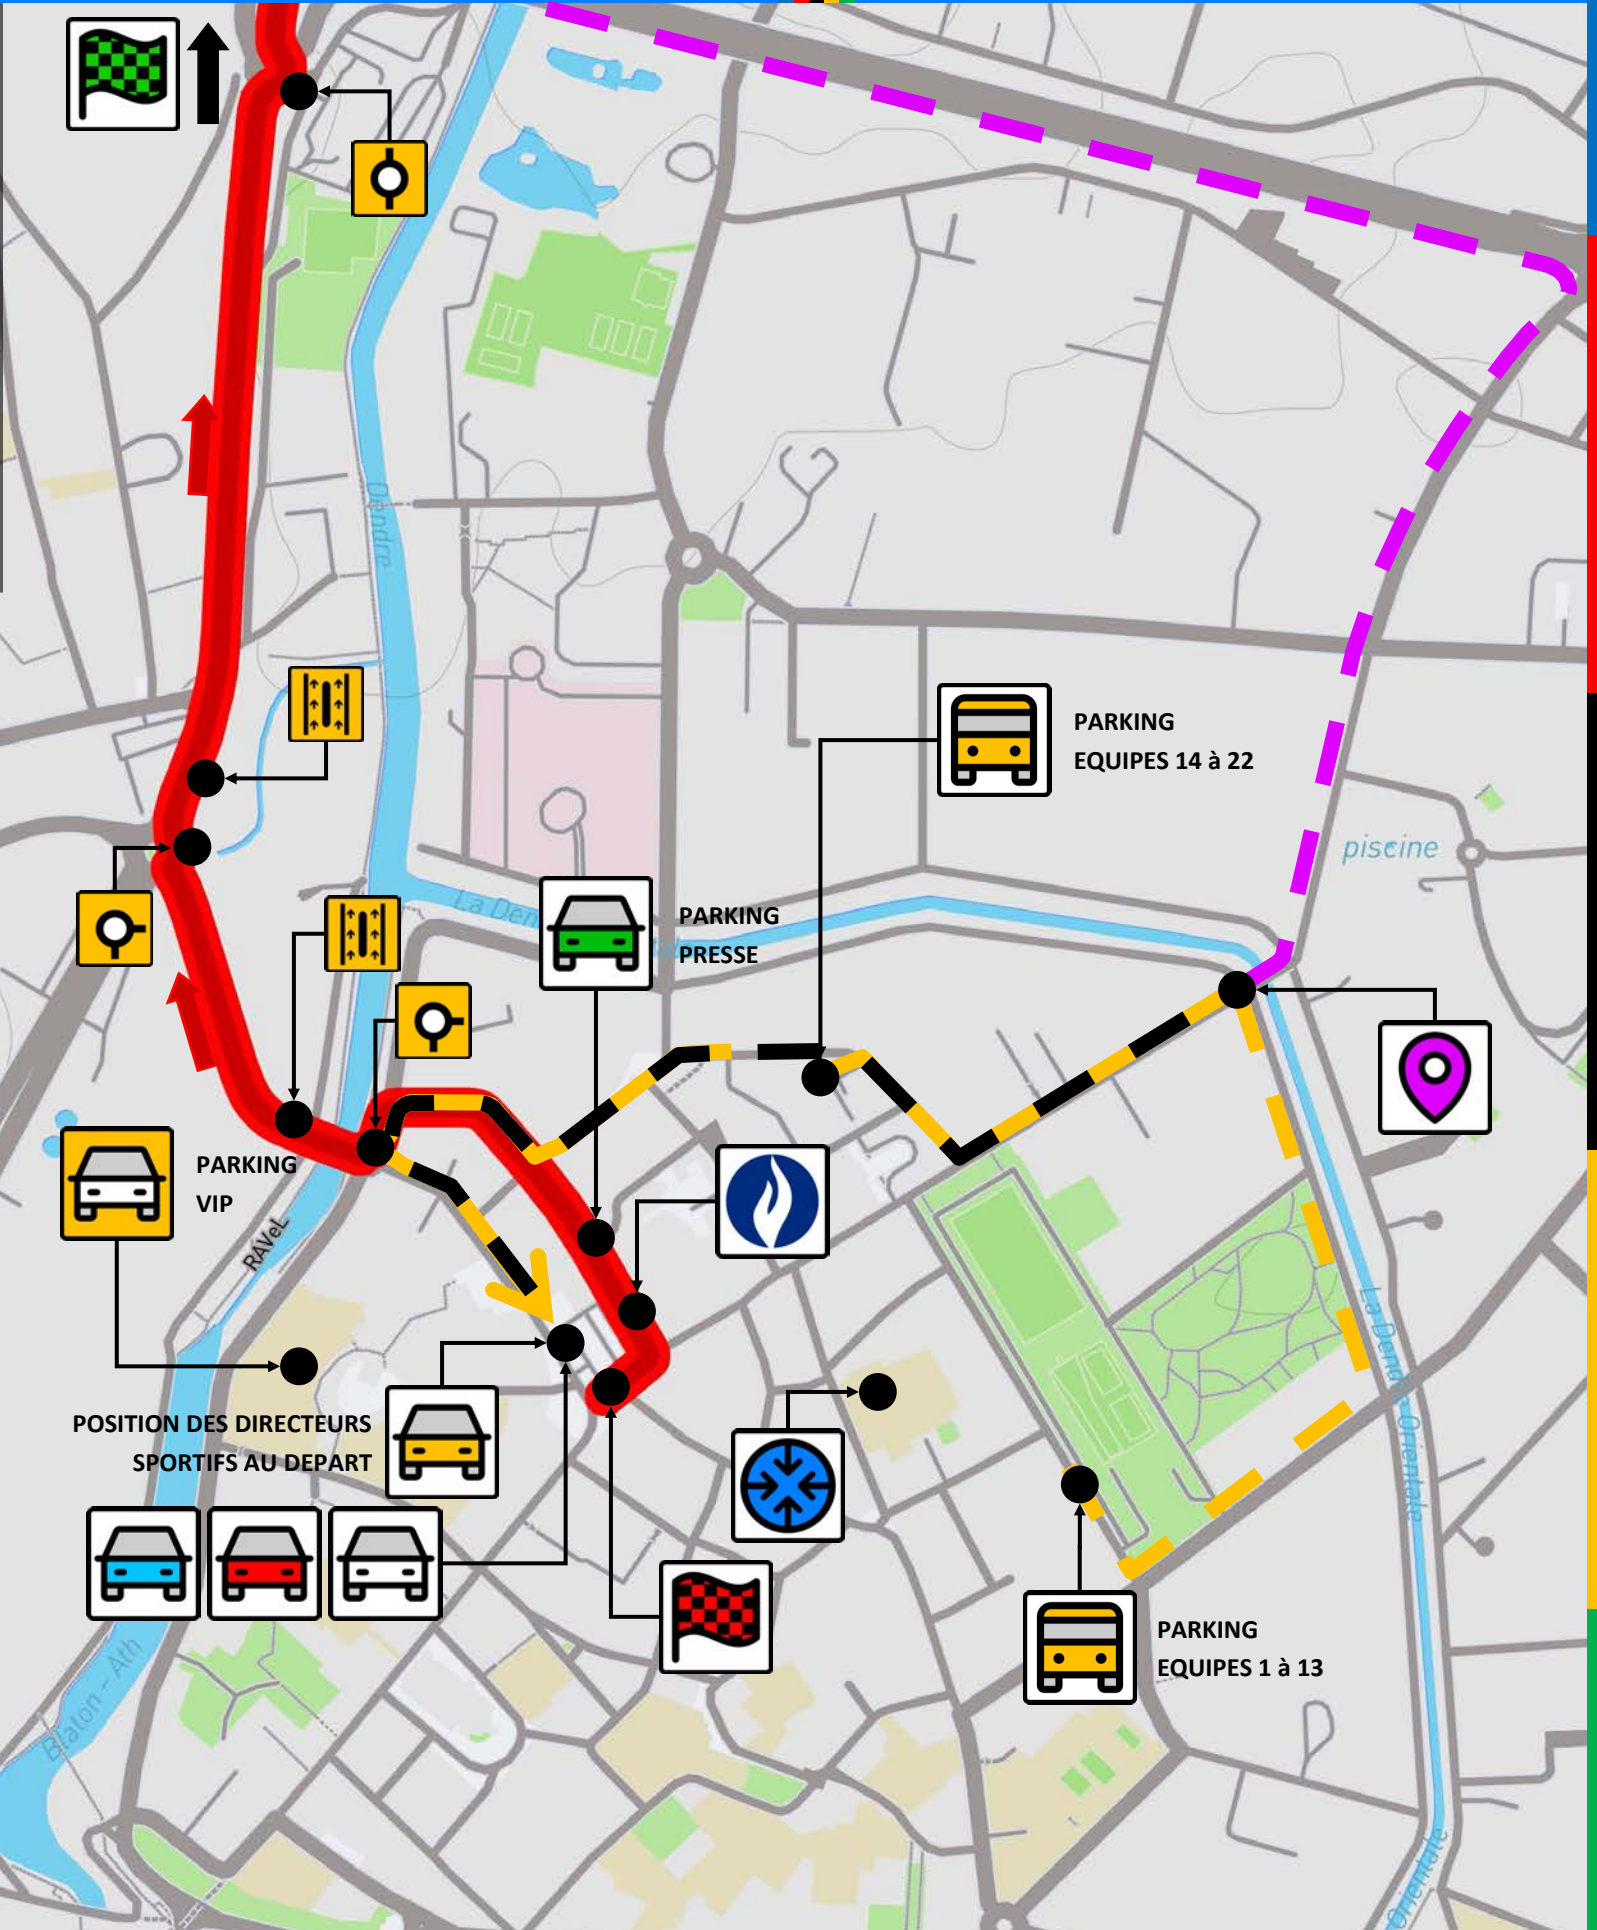 Dendre
PARKING
EQUIPES 14 à 22
piscine
La Den
PARKING
PRESSE
PARKING
VIP
RAVeL
La Dendre Orientale
POSITION DES DIRECTEURS
SPORTIFS AU DEPART
PARKING
EQUIPES 1 à 13
Blaton - Ath
Orientale